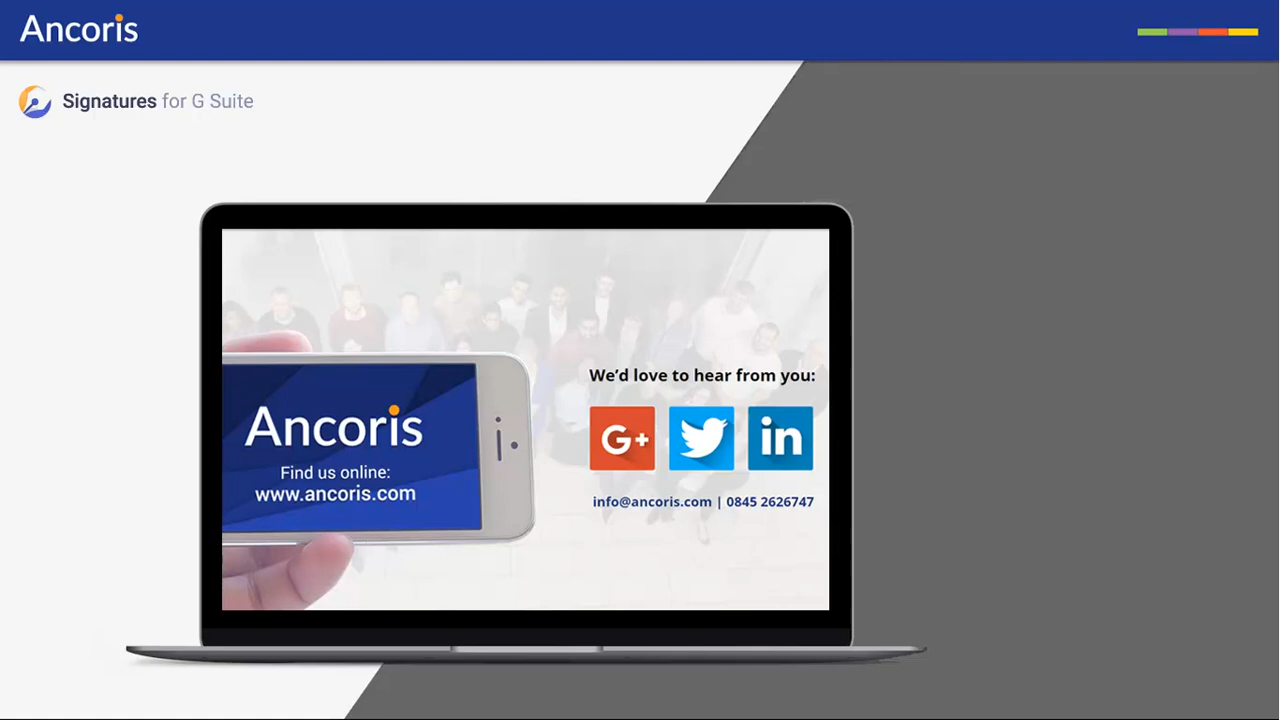 Ancoris
Signatures for G Suite
We'd love to hear from you:
Ancoris
G+
in
Find us online:
www.ancoris.com
info@ancoris.com | 0845 2626747